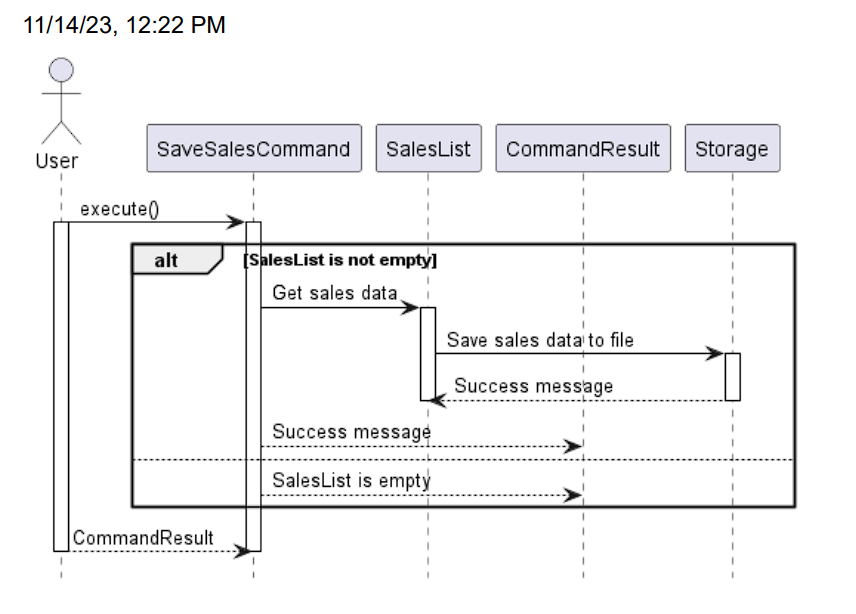 11/14/23, 12:22 PM
User
SaveSalesCommand
SalesList
CommandResult
Storage
execute()
alt
[SalesList is not empty]
Get sales data
Save sales data to file
Success message
Success message
SalesList is empty
CommandResult